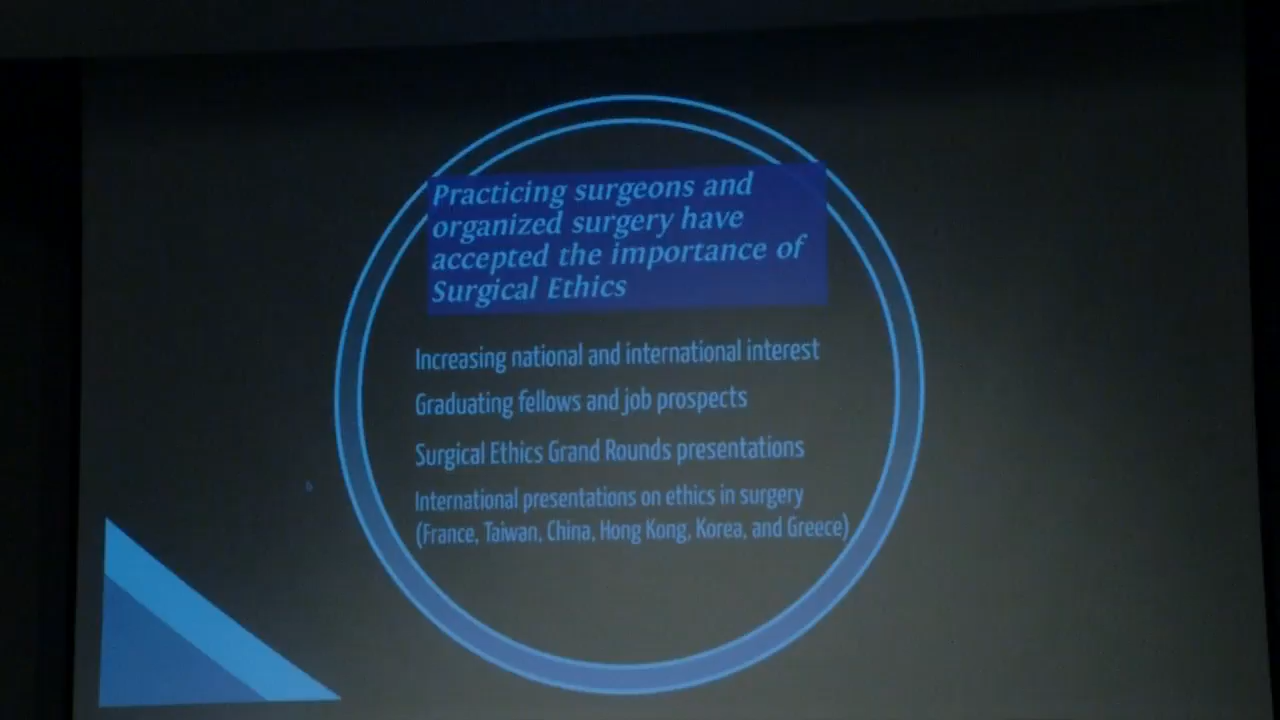 Practicing surgeons and
organized surgery have
accepted the importance of
Surgical Ethics
Increasing national and international interest
Graduating fellows and job prospects
Surgical Ethics Grand Rounds presentations
International presentations on ethics in surgery
(France, Taiwan, China, Hong Kong, Korea, and Greece)